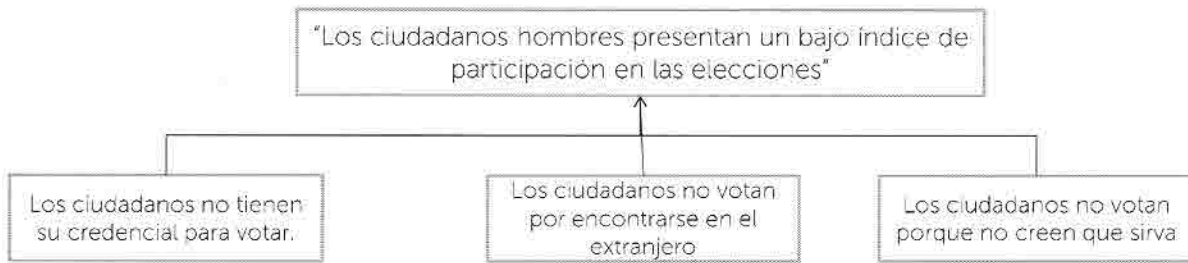 "Los ciudadanos hombres presentan un bajo índice de
participación en las elecciones"
Los ciudadanos no tienen
su credencial para votar.
Los ciudadanos no votan
por encontrarse en el
extranjero
Los ciudadanos no votan
porque no creen que sirva